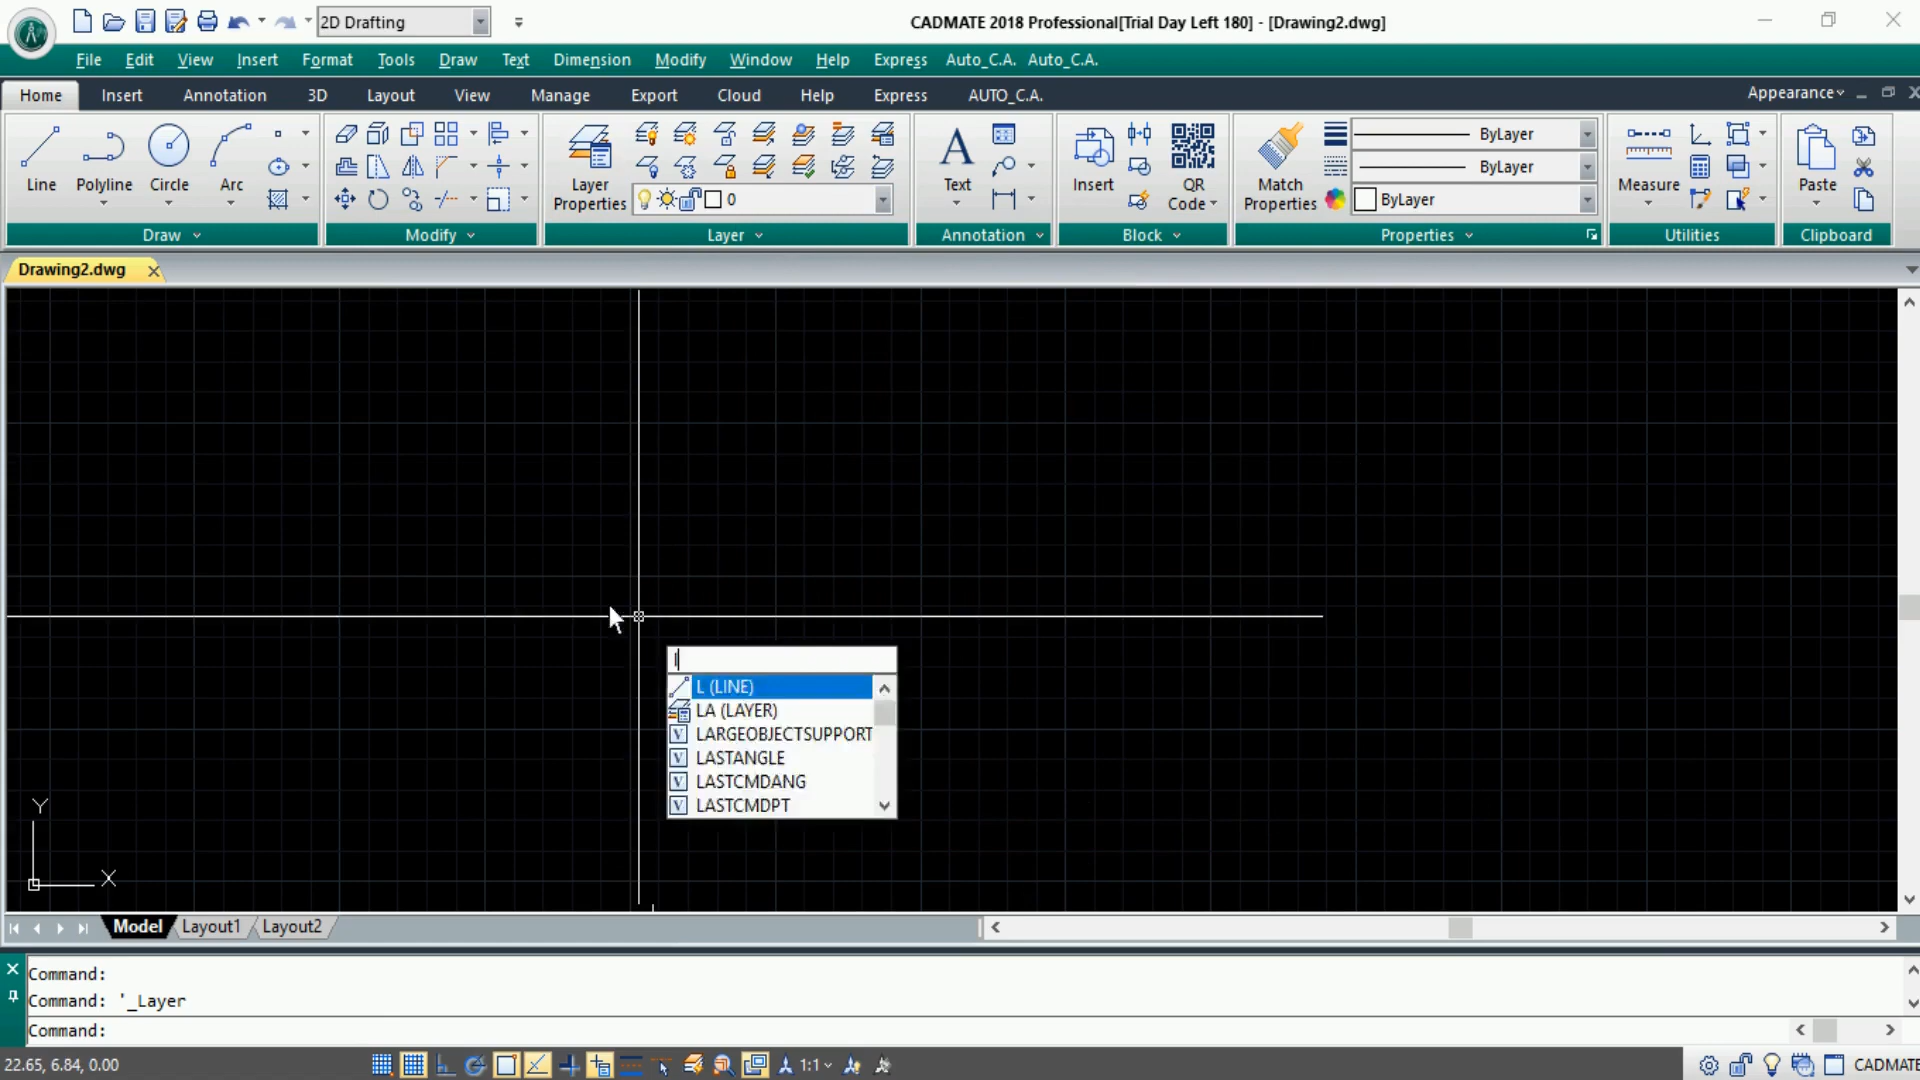 2D Drafting
CADMATE 2018 Professional[Trial Day Left 180] - [Drawing2.dwg]
File Edit View Insert Format Tools Draw Text Dimension Modify Window Help Express Auto_C.A. Auto_C.A.
Home Insert Annotation 3D Layout View Manage Export Cloud Help Express AUTO_C.A. Appearance
Line Polyline Circle Arc
Layer Properties
0
A
Text
Insert
QR Code
Match Properties
ByLayer
ByLayer
ByLayer
Measure
Paste
Draw Modify Layer Annotation Block Properties Utilities Clipboard
Drawing2.dwg
l
L (LINE)
LA (LAYER)
V LARGEOBJECTSUPPORT
V LASTANGLE
V LASTCMDANG
V LASTCMDPT
Y
X
Model Layout1 Layout2
Command:
Command: '_Layer
Command:
22.65, 6.84, 0.00
1:1
CADMATE